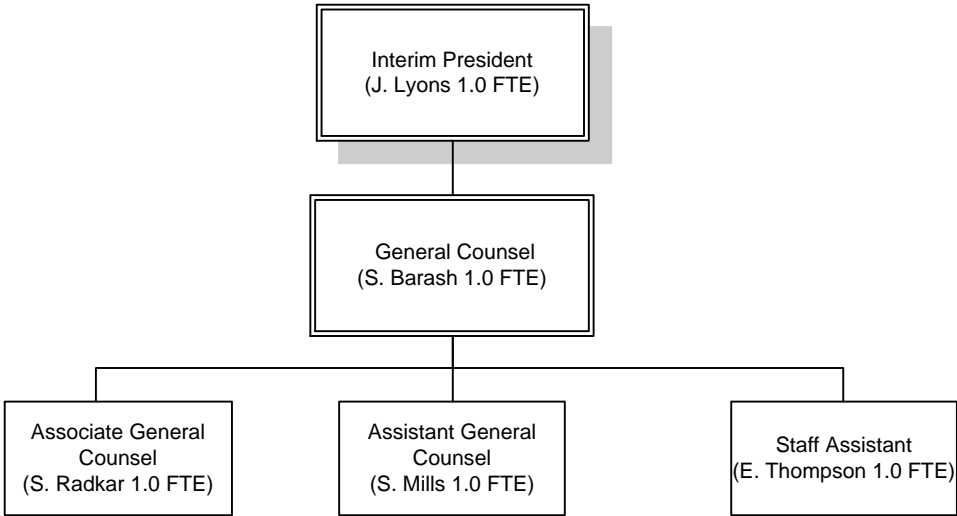 Interim President
(J. Lyons 1.0 FTE)
General Counsel
(S. Barash 1.0 FTE)
Associate General
Counsel
(S. Radkar 1.0 FTE)
Assistant General
Counsel
(S. Mills 1.0 FTE)
Staff Assistant
(E. Thompson 1.0 FTE)